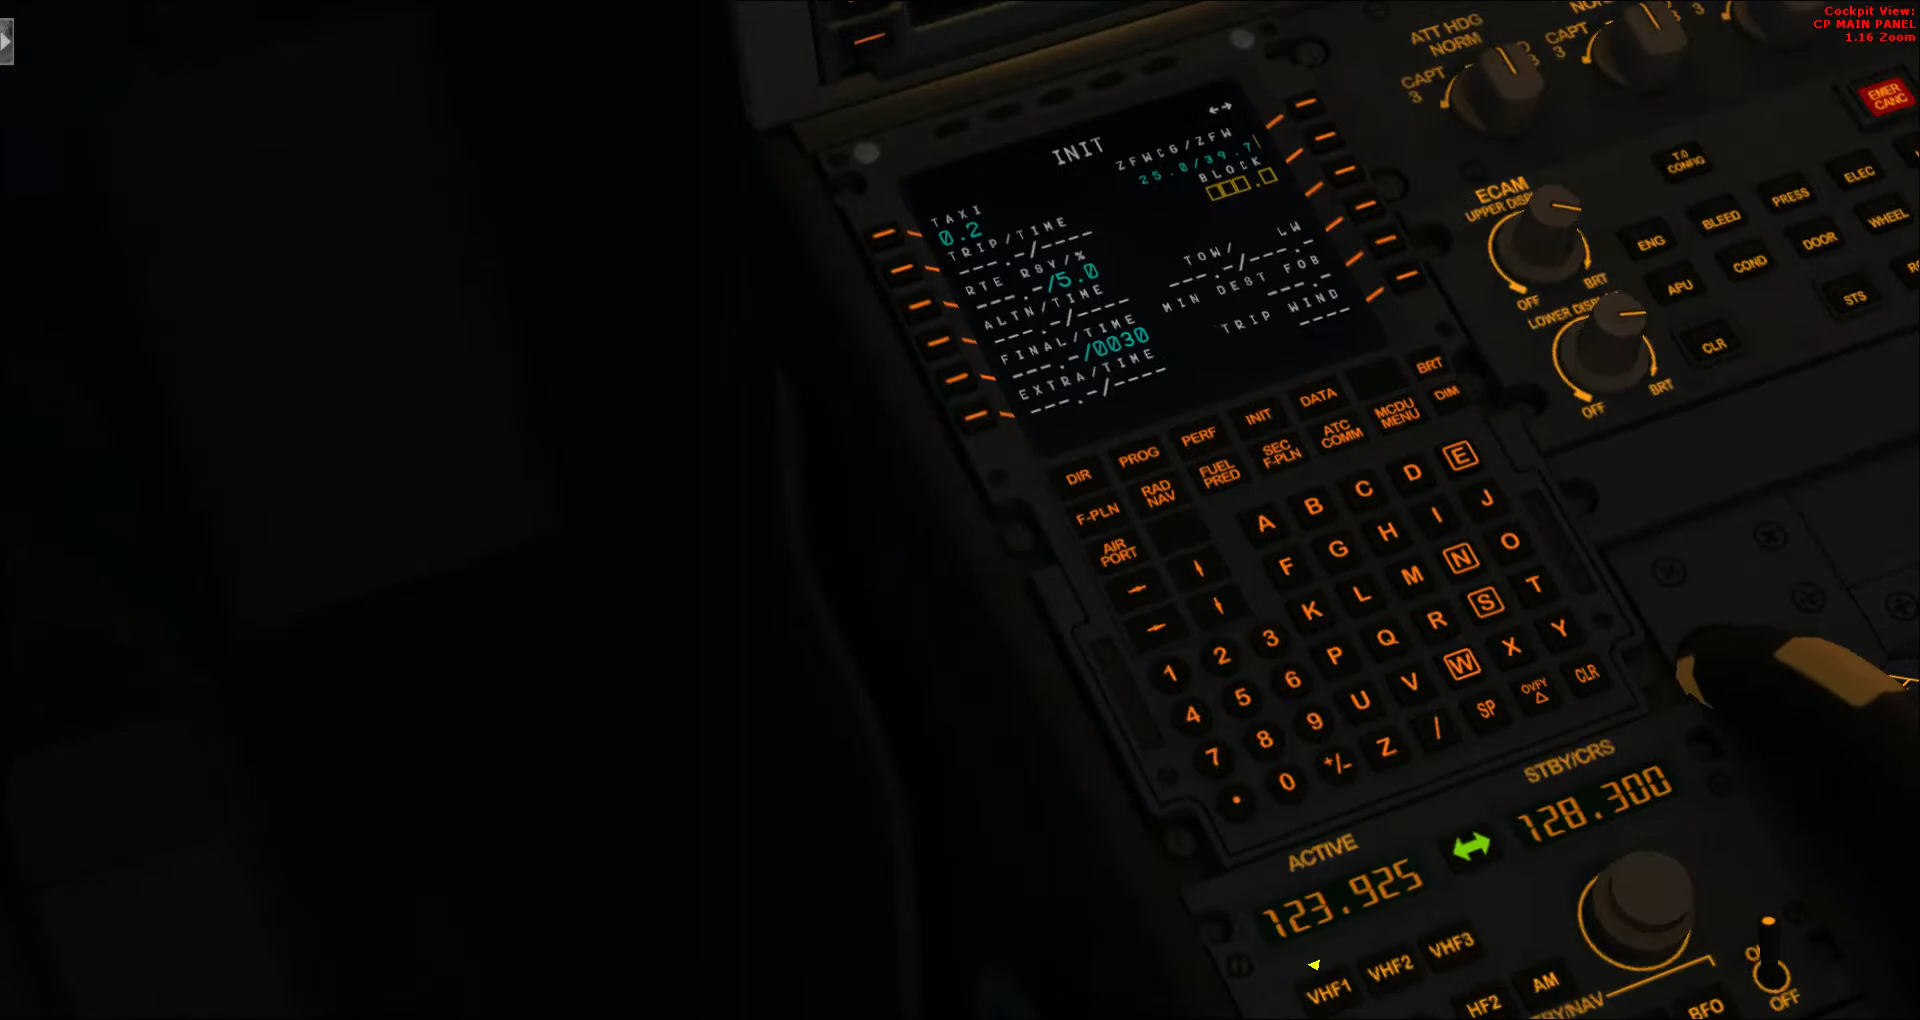 Cockpit View:
CP MAIN PANEL
1.16 Zoom
ATT HDG
NORM
CAPT
3
3
CAPT
3
3
3
EMER
CANC
INIT
ZFWCG/ZFW
25.0/39.7
BLOCK
TAXI
0.2
TRIP/TIME
---.-/----
RTE RSV/%
---.-/5.0
ALTN/TIME
---.-/----
FINAL/TIME
---.-/0030
EXTRA/TIME
---.-/----
TOW/ LW
---.-/---.-
MIN DEST FOB
---.-
TRIP WIND
----
ECAM
UPPER DISP
OFF
BRT
LOWER DISP
OFF
BRT
T.O
CONFIG
ENG
BLEED
PRESS
ELEC
APU
COND
DOOR
WHEEL
CLR
STS
DIR
PROG
PERF
INIT
DATA
BRT
F-PLN
RAD
NAV
FUEL
PRED
SEC
F-PLN
ATC
COMM
MCDU
MENU
DIM
AIR
PORT
A B C D E
F G H I J
K L M N O
P Q R S T
U V W X Y
Z / SP OVFY CLR
1 2 3
4 5 6
7 8 9
. 0 +/-
ACTIVE
123.925
STBY/CRS
128.300
VHF1
VHF2
VHF3
HF2
AM
BFO
OFF